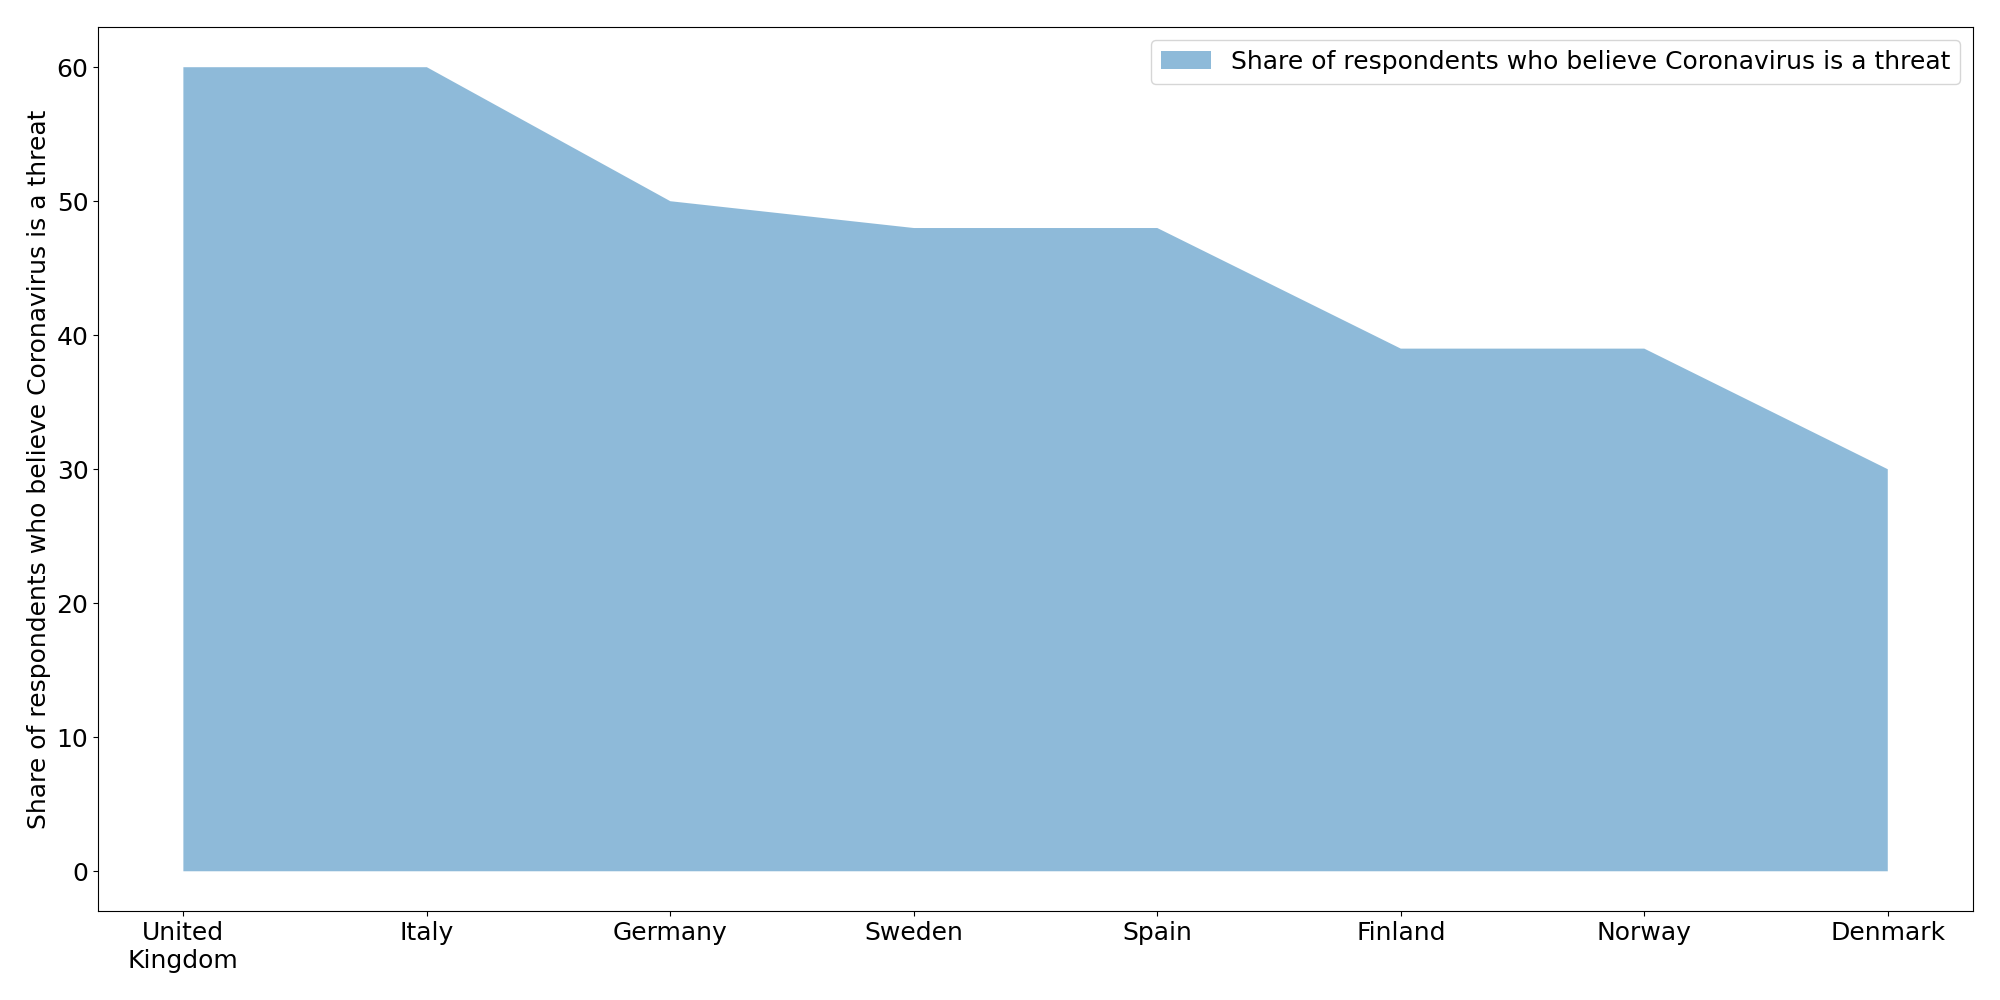 Share of respondents who believe Coronavirus is a threat
Share of respondents who believe Coronavirus is a threat
60
50
40
30
20
10
0
United
Kingdom
Italy
Germany
Sweden
Spain
Finland
Norway
Denmark